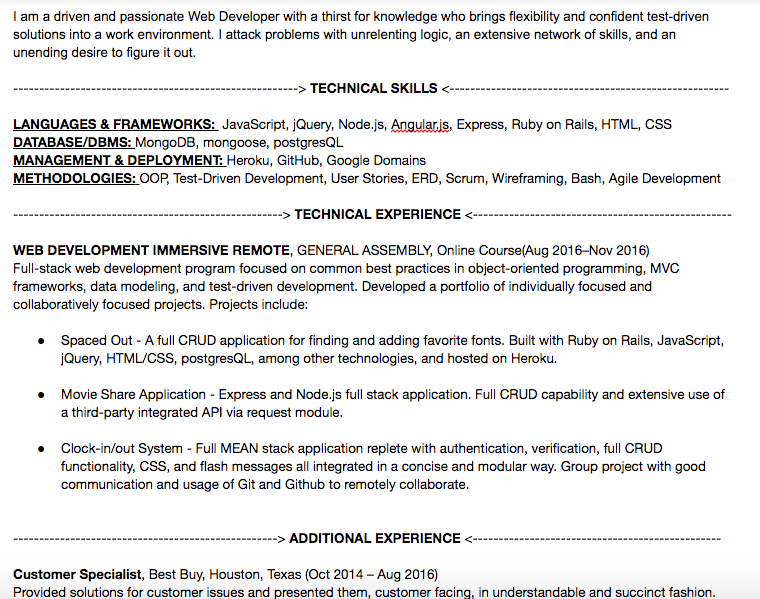 I am a driven and passionate Web Developer with a thirst for knowledge who brings flexibility and confident test-driven
solutions into a work environment. I attack problems with unrelenting logic, an extensive network of skills, and an
unending desire to figure it out.
--------------------------------------------------------> TECHNICAL SKILLS <-------------------------------------------------------
LANGUAGES & FRAMEWORKS: JavaScript, jQuery, Node.js, Angular.js, Express, Ruby on Rails, HTML, CSS
DATABASE/DBMS: MongoDB, mongoose, postgresQL
MANAGEMENT & DEPLOYMENT: Heroku, GitHub, Google Domains
METHODOLOGIES: OOP, Test-Driven Development, User Stories, ERD, Scrum, Wireframing, Bash, Agile Development
-----------------------------------------------------> TECHNICAL EXPERIENCE <---------------------------------------------------
WEB DEVELOPMENT IMMERSIVE REMOTE, GENERAL ASSEMBLY, Online Course(Aug 2016–Nov 2016)
Full-stack web development program focused on common best practices in object-oriented programming, MVC
frameworks, data modeling, and test-driven development. Developed a portfolio of individually focused and
collaboratively focused projects. Projects include:
● Spaced Out - A full CRUD application for finding and adding favorite fonts. Built with Ruby on Rails, JavaScript,
jQuery, HTML/CSS, postgresQL, among other technologies, and hosted on Heroku.
● Movie Share Application - Express and Node.js full stack application. Full CRUD capability and extensive use of
a third-party integrated API via request module.
● Clock-in/out System - Full MEAN stack application replete with authentication, verification, full CRUD
functionality, CSS, and flash messages all integrated in a concise and modular way. Group project with good
communication and usage of Git and Github to remotely collaborate.
----------------------------------------------------> ADDITIONAL EXPERIENCE <-------------------------------------------------
Customer Specialist, Best Buy, Houston, Texas (Oct 2014 – Aug 2016)
Provided solutions for customer issues and presented them, customer facing, in understandable and succinct fashion.